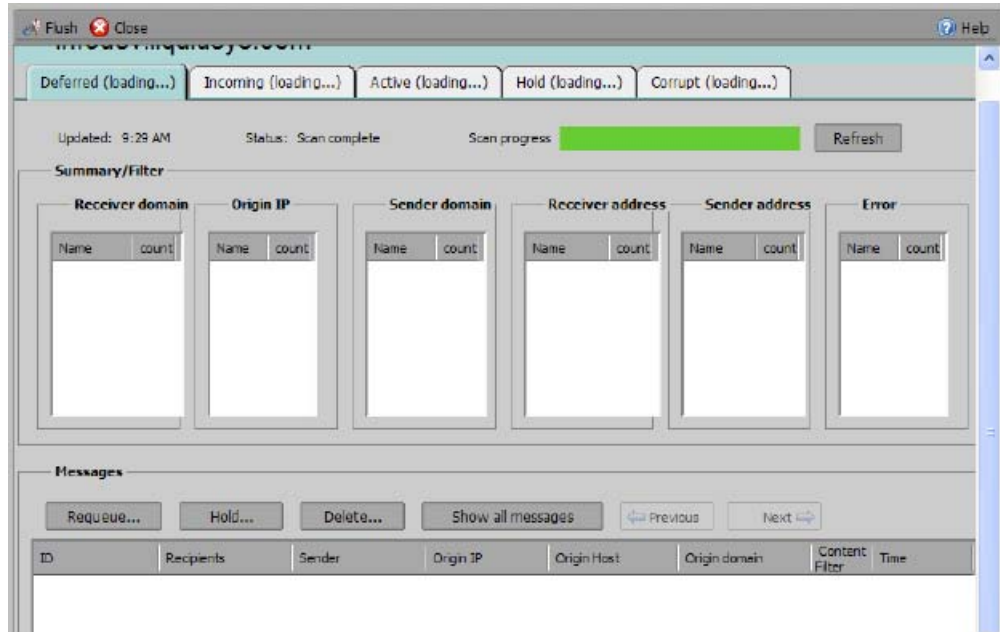 Flush Close Help
Deferred (loading...) Incoming (loading...) Active (loading...) Hold (loading...) Corrupt (loading...)
Updated: 9:29 AM Status: Scan complete Scan progress Refresh
Summary/Filter
Receiver domain Origin IP Sender domain Receiver address Sender address Error
Name count Name count Name count Name count Name count Name count
Messages
Requeue... Hold... Delete... Show all messages Previous Next
ID Recipients Sender Origin IP Origin Host Origin domain Content Filter Time